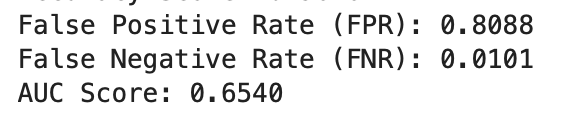 False Positive Rate (FPR): 0.8088
False Negative Rate (FNR): 0.0101
AUC Score: 0.6540